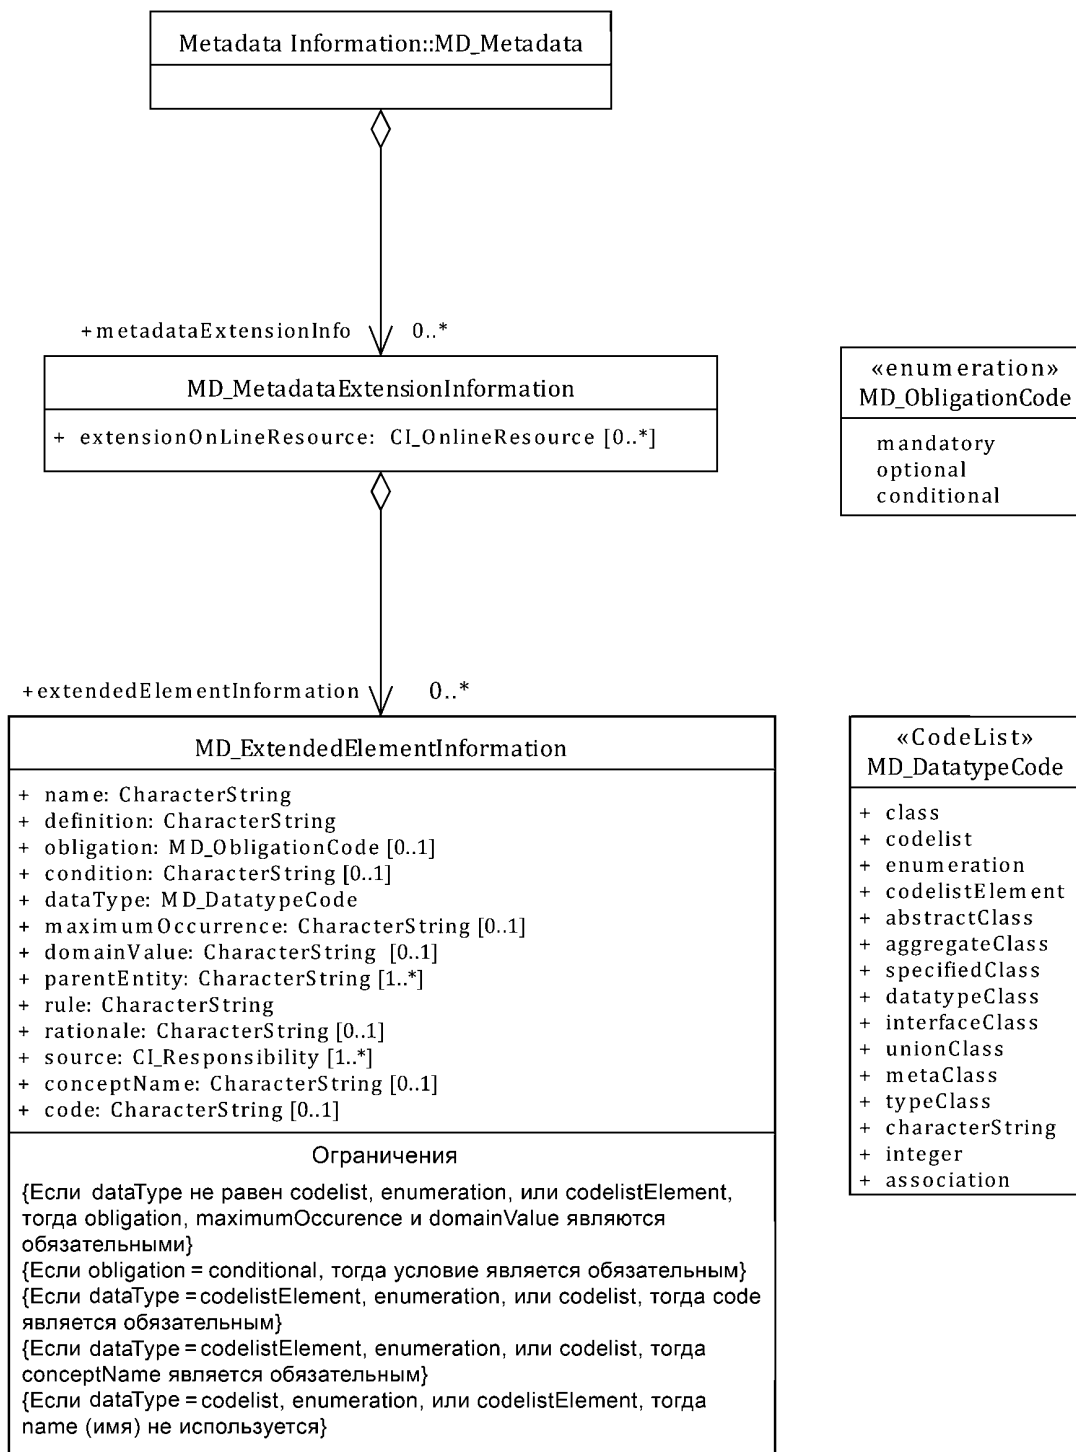 Metadata Information::MD_Metadata
+metadataExtensionInfo 0..*
MD_MetadataExtensionInformation
+ extensionOnLineResource: CI_OnlineResource [0..*]
«enumeration»
MD_ObligationCode
mandatory
optional
conditional
+extendedElementInformation 0..*
MD_ExtendedElementInformation
+ name: CharacterString
+ definition: CharacterString
+ obligation: MD_ObligationCode [0..1]
+ condition: CharacterString [0..1]
+ dataType: MD_DatatypeCode
+ maximumOccurrence: CharacterString [0..1]
+ domainValue: CharacterString [0..1]
+ parentEntity: CharacterString [1..*]
+ rule: CharacterString
+ rationale: CharacterString [0..1]
+ source: CI_Responsibility [1..*]
+ conceptName: CharacterString [0..1]
+ code: CharacterString [0..1]
Ограничения
{Если dataType не равен codelist, enumeration, или codelistElement,
тогда obligation, maximumOccurence и domainValue являются
обязательными}
{Если obligation = conditional, тогда условие является обязательным}
{Если dataType = codelistElement, enumeration, или codelist, тогда code
является обязательным}
{Если dataType = codelistElement, enumeration, или codelist, тогда
conceptName является обязательным}
{Если dataType = codelist, enumeration, или codelistElement, тогда
name (имя) не используется}
«CodeList»
MD_DatatypeCode
+ class
+ codelist
+ enumeration
+ codelistElement
+ abstractClass
+ aggregateClass
+ specifiedClass
+ datatypeClass
+ interfaceClass
+ unionClass
+ metaClass
+ typeClass
+ characterString
+ integer
+ association